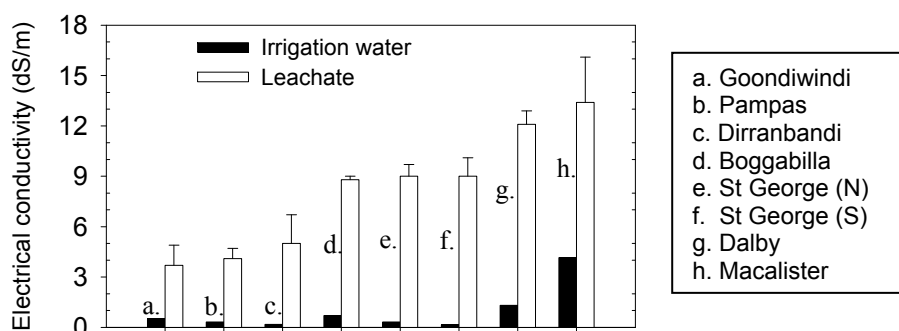 Electrical conductivity (dS/m)
18
15
12
9
6
3
0
Irrigation water
Leachate
a.
b.
c.
d.
e.
f.
g.
h.
a. Goondiwindi
b. Pampas
c. Dirranbandi
d. Boggabilla
e. St George (N)
f. St George (S)
g. Dalby
h. Macalister